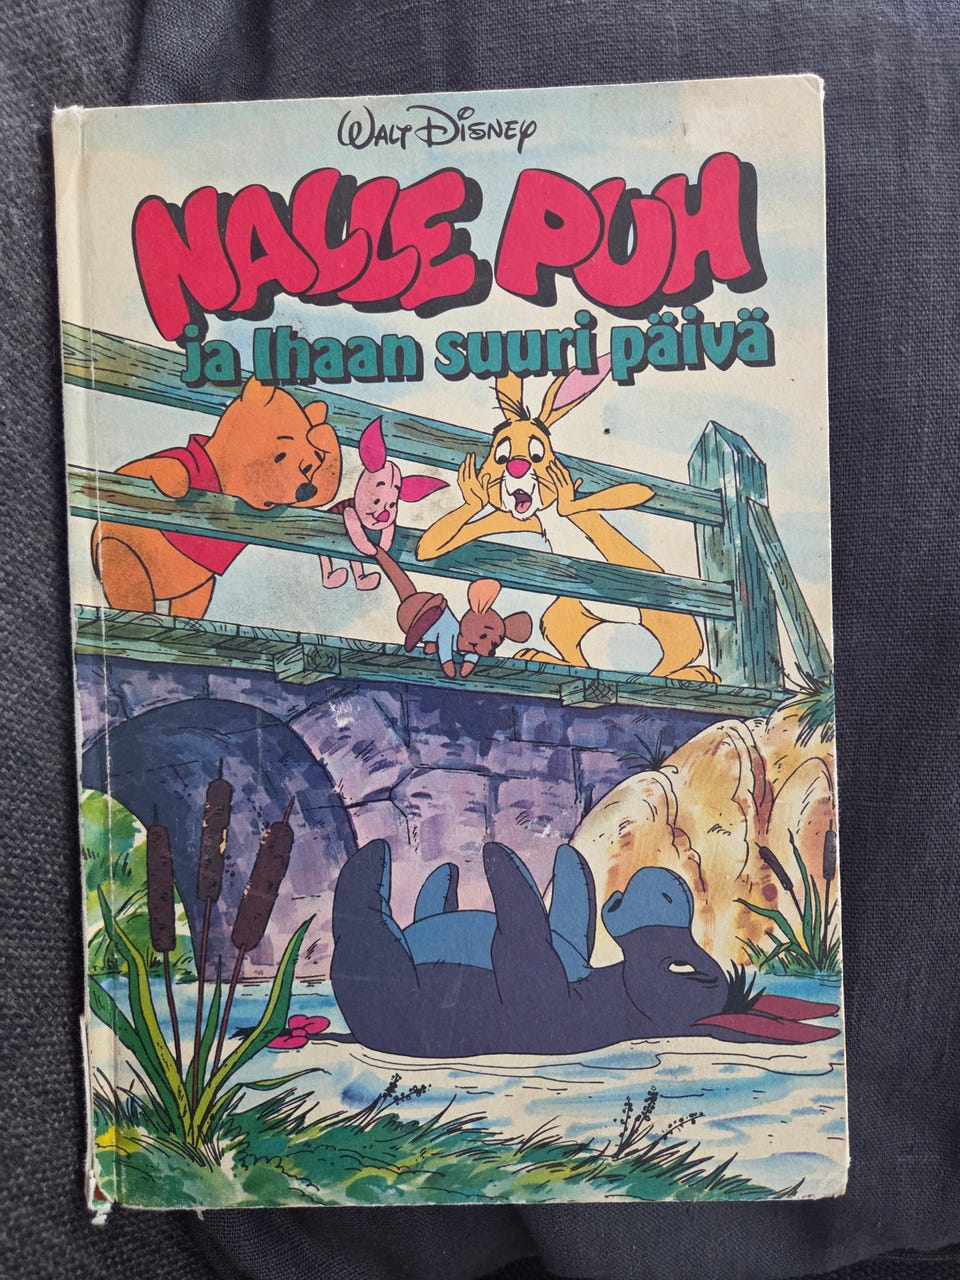 Walt Disney
NALLE PUH
ja Ihaan suuri päivä